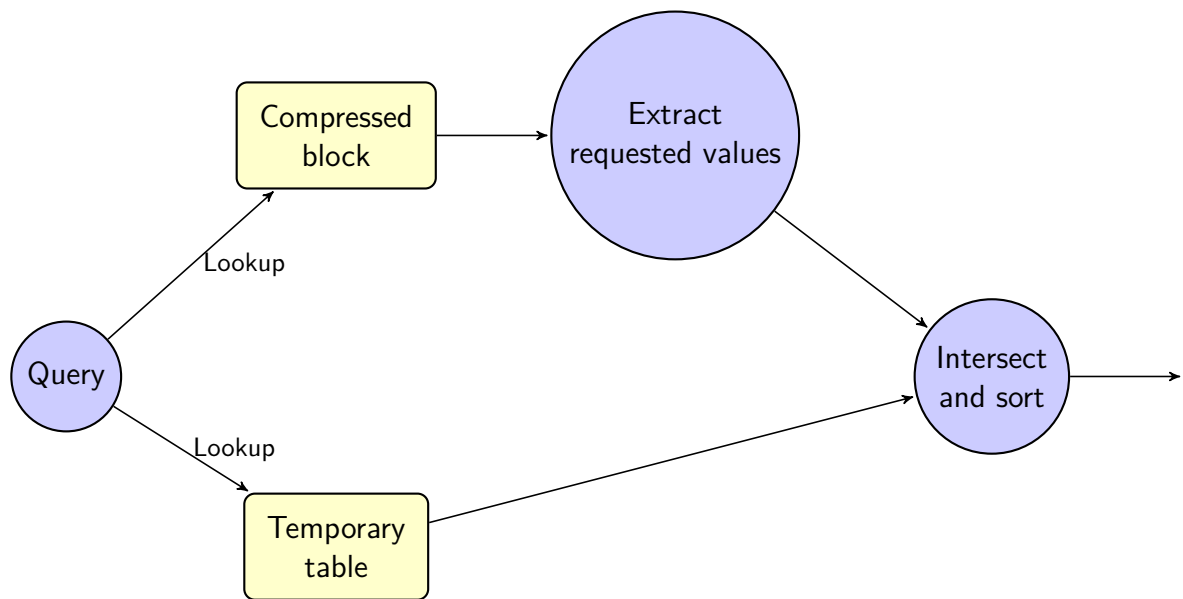 Compressed
block
Extract
requested values
Lookup
Query
Intersect
and sort
Lookup
Temporary
table